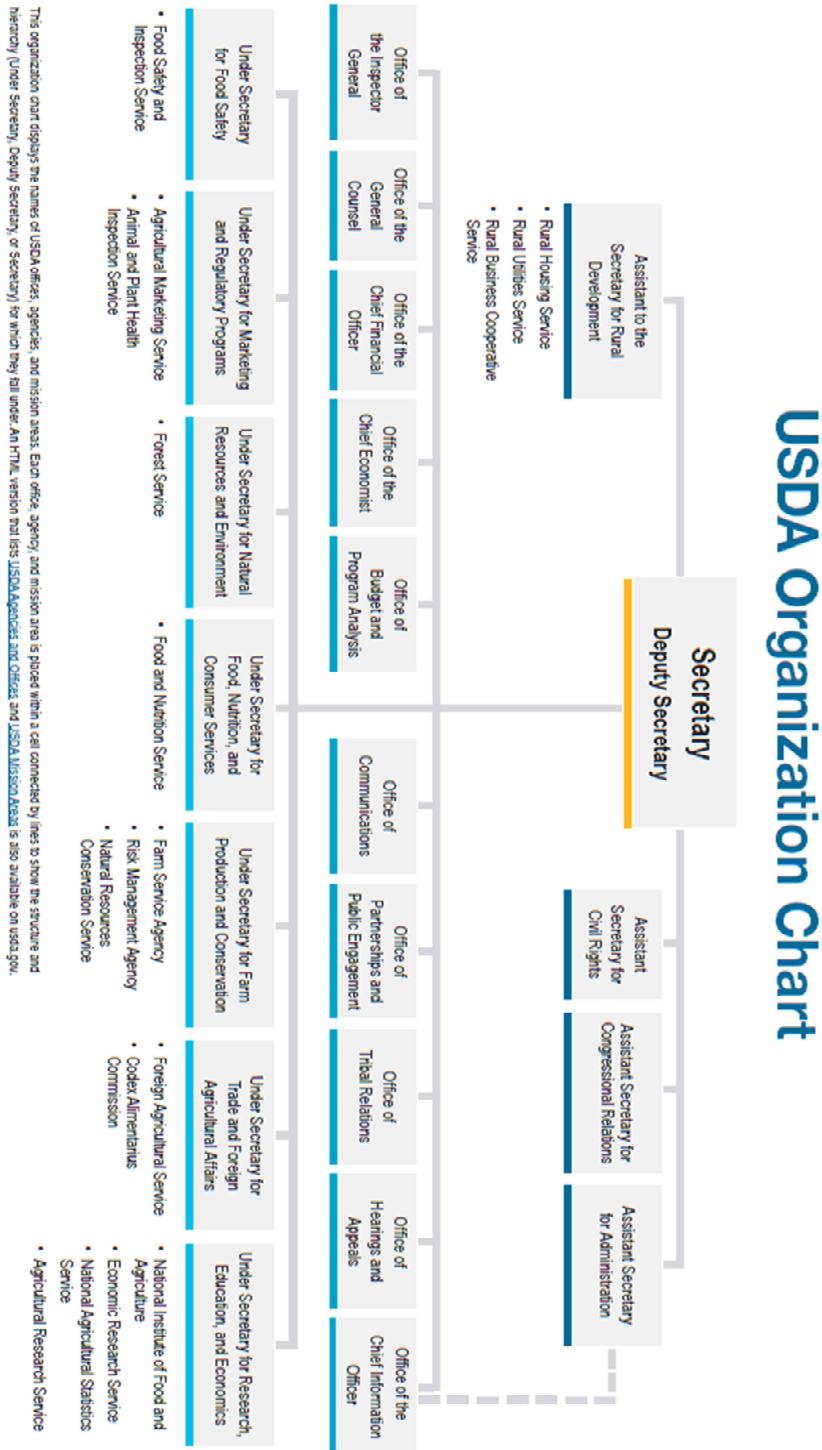 USDA Organization Chart
Secretary
Deputy Secretary
Assistant to the
Secretary for Rural
Development
• Rural Housing Service
• Rural Utilities Service
• Rural Business Cooperative
Service
Assistant
Secretary for
Civil Rights
Assistant Secretary for
Congressional Relations
Assistant Secretary
for Administration
Office of
the Inspector
General
Office of the
General
Counsel
Office of the
Chief Financial
Officer
Office of the
Chief Economist
Office of
Budget and
Program Analysis
Office of
Communications
Office of
Partnerships and
Public Engagement
Office of
Tribal Relations
Office of
Hearings and
Appeals
Office of the
Chief Information
Officer
Under Secretary
for Food Safety
• Food Safety and
Inspection Service
Under Secretary for Marketing
and Regulatory Programs
• Agricultural Marketing Service
• Animal and Plant Health
Inspection Service
Under Secretary for Natural
Resources and Environment
• Forest Service
Under Secretary for
Food, Nutrition, and
Consumer Services
• Food and Nutrition Service
Under Secretary for Farm
Production and Conservation
• Farm Service Agency
• Risk Management Agency
• Natural Resources
Conservation Service
Under Secretary for
Trade and Foreign
Agricultural Affairs
• Foreign Agricultural Service
• Codex Alimentarius
Commission
Under Secretary for Research,
Education, and Economics
• National Institute of Food and
Agriculture
• Economic Research Service
• National Agricultural Statistics
Service
• Agricultural Research Service
This organization chart displays the names of USDA offices, agencies, and mission areas. Each office, agency, and mission area is placed within a cell connected by lines to show the structure and
hierarchy (Under Secretary, Deputy Secretary, or Secretary) for which they fall under. An HTML version that lists USDA Agencies and Offices and USDA Mission Areas is also available on usda.gov.